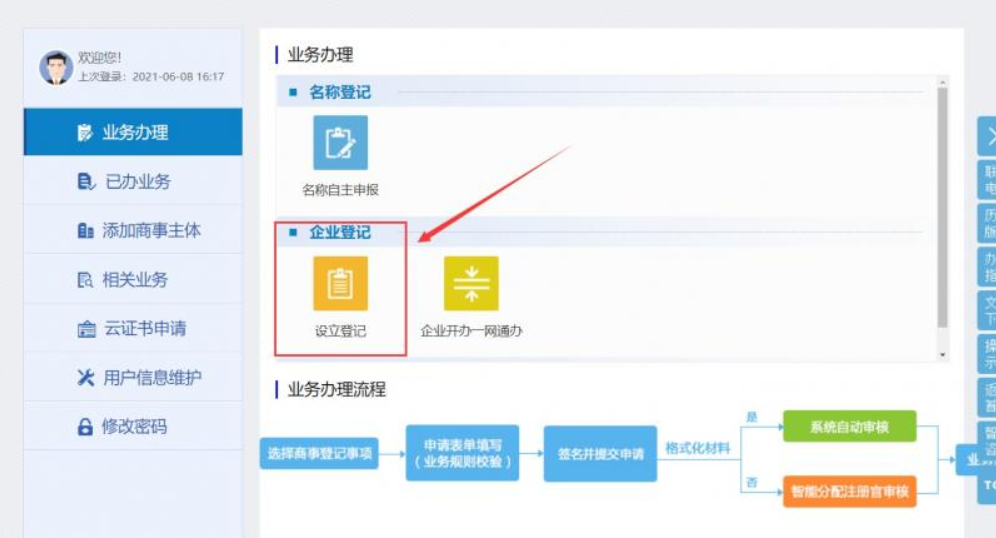 欢迎您!
上次登录：2021-06-08 16:17
业务办理
已办业务
添加商事主体
相关业务
云证书申请
用户信息维护
修改密码
业务办理
名称登记
名称自主申报
企业登记
设立登记
企业开办一网通办
业务办理流程
选择商事登记事项
申请表单填写
(业务规则校验)
签名并提交申请
格式化材料
是
系统自动审核
否
智能分配注册官审核
业
历
版
办
指
文
下
操
示
智
咨
TO